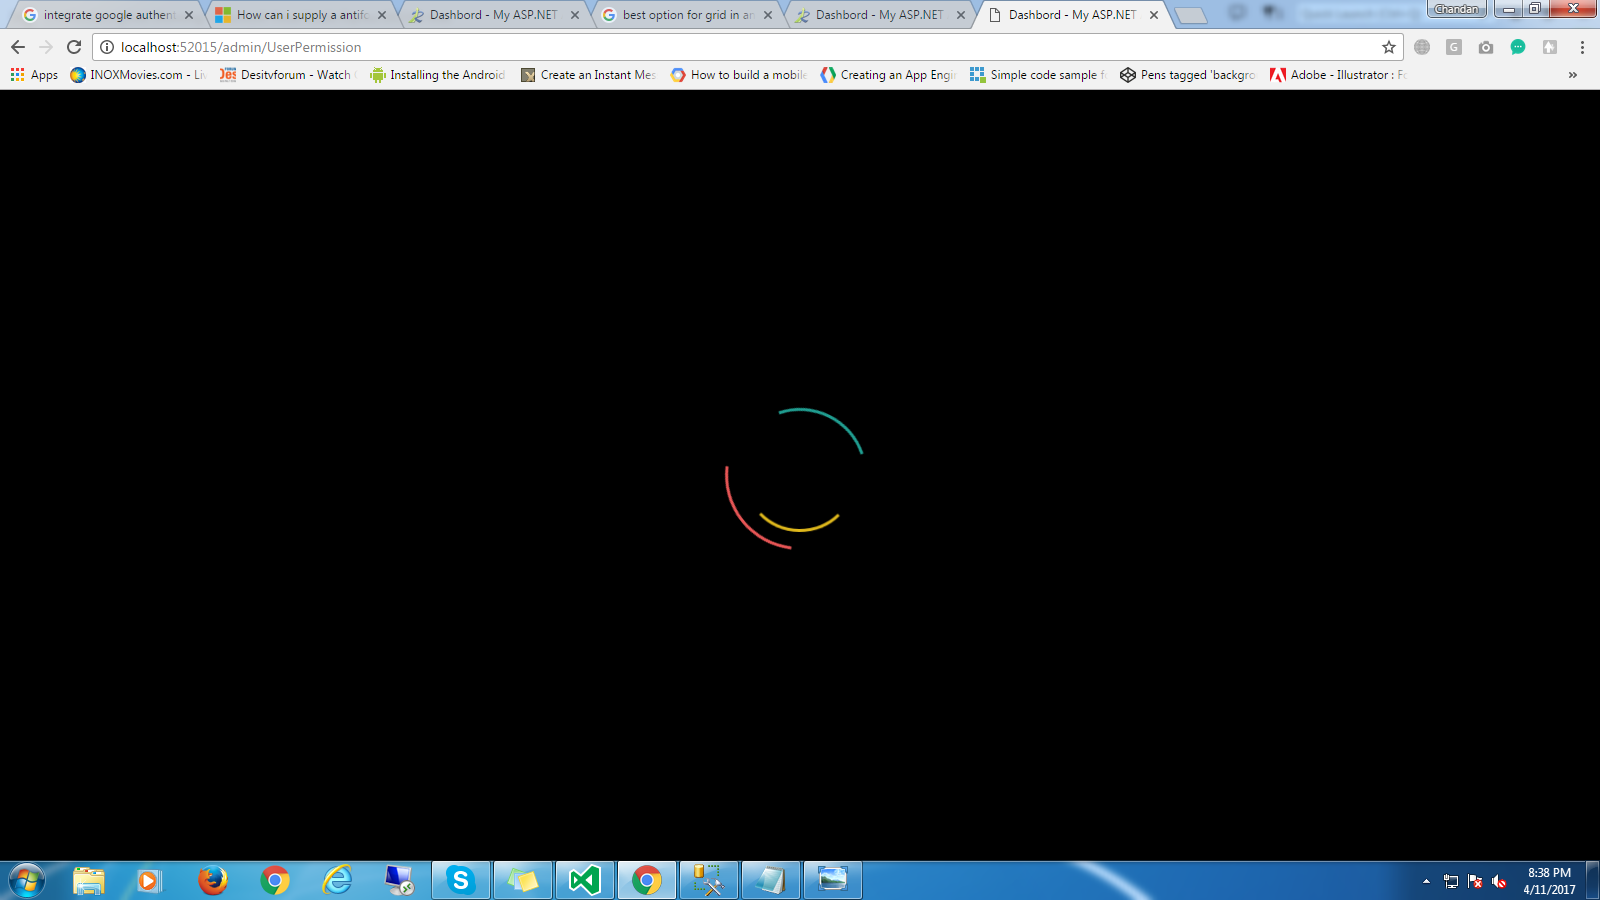 integrate google authent
How can i supply a antifo
Dashbord - My ASP.NET
best option for grid in an
Dashbord - My ASP.NET
Dashbord - My ASP.NET
Chandan
localhost:52015/admin/UserPermission
Apps
INOXMovies.com - Liv
Desitvforum - Watch
Installing the Android
Create an Instant Mes
How to build a mobile
Creating an App Engi
Simple code sample f
Pens tagged 'backgro
Adobe - Illustrator : Fo
»
8:38 PM
4/11/2017